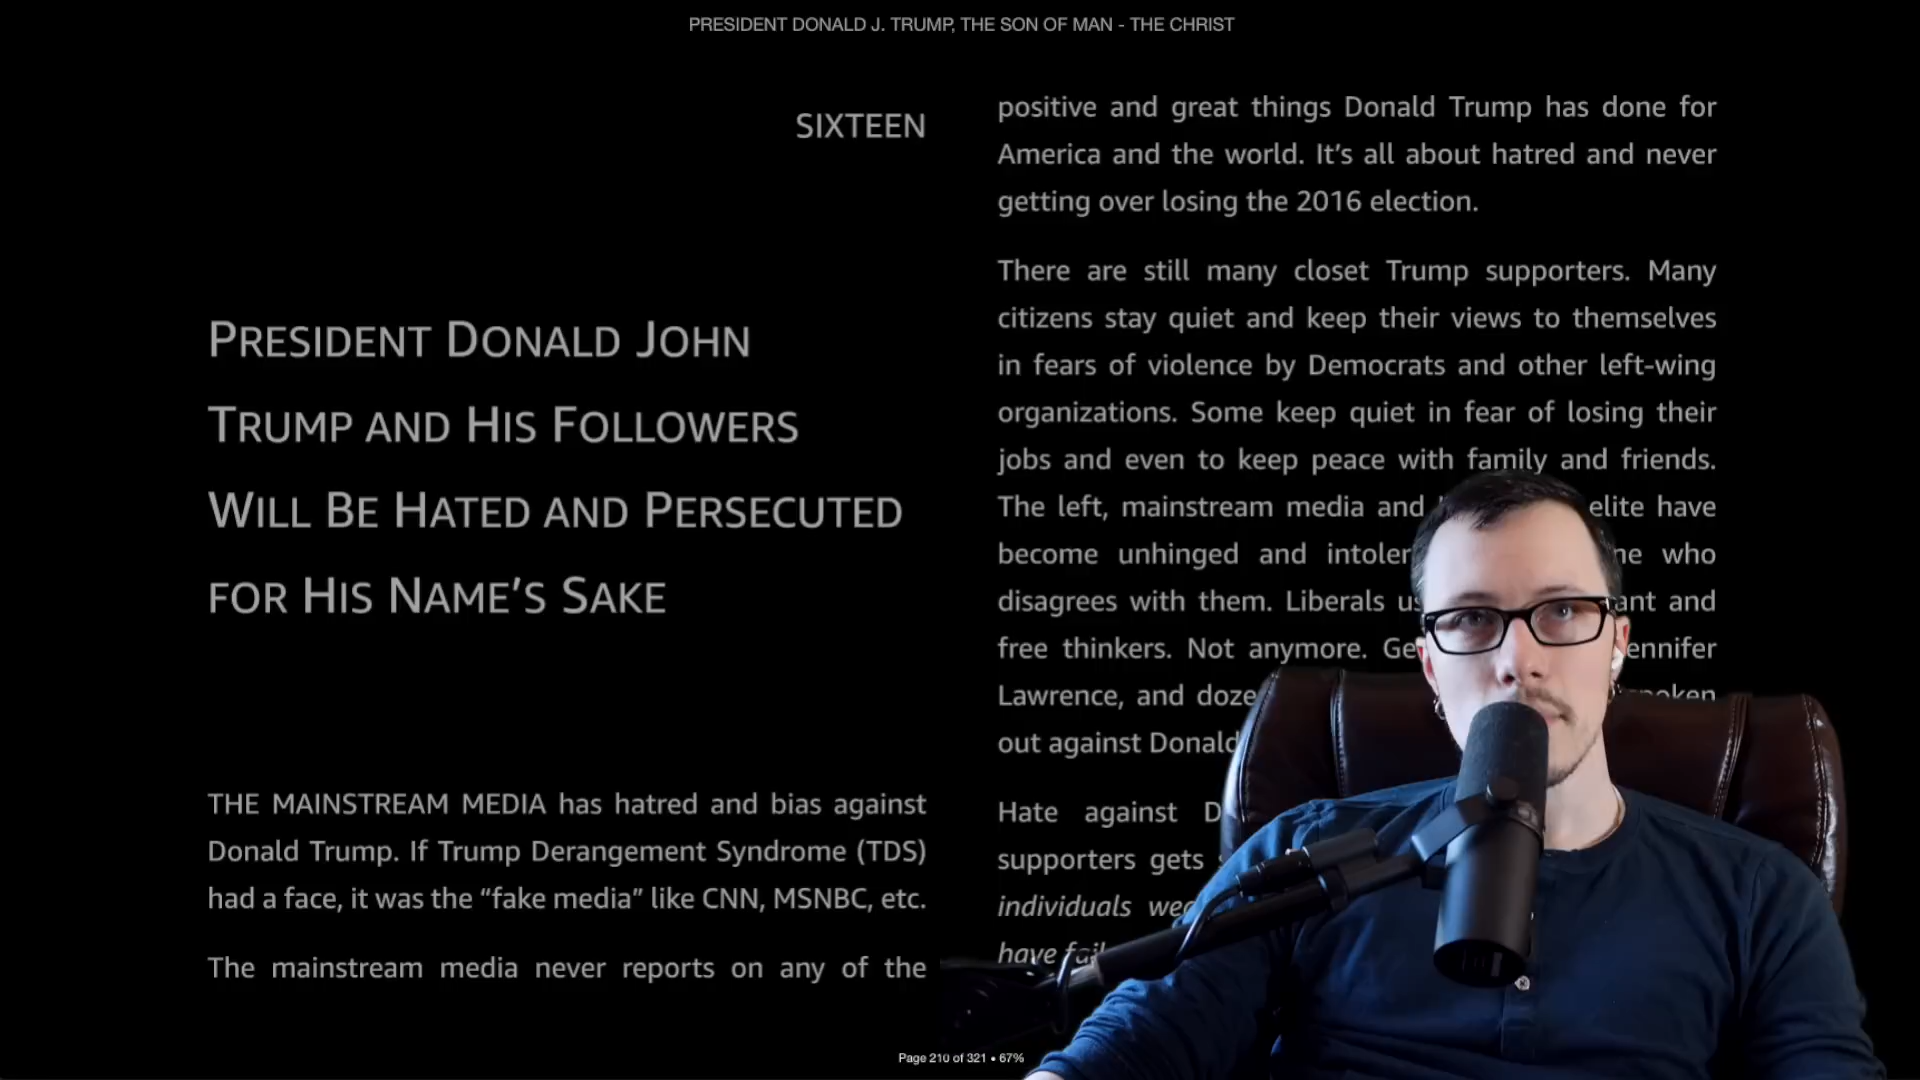 PRESIDENT DONALD J. TRUMP, THE SON OF MAN - THE CHRIST
SIXTEEN
PRESIDENT DONALD JOHN
TRUMP AND HIS FOLLOWERS
WILL BE HATED AND PERSECUTED
FOR HIS NAME’S SAKE
THE MAINSTREAM MEDIA has hatred and bias against
Donald Trump. If Trump Derangement Syndrome (TDS)
had a face, it was the “fake media” like CNN, MSNBC, etc.
The mainstream media never reports on any of the
positive and great things Donald Trump has done for
America and the world. It’s all about hatred and never
getting over losing the 2016 election.
There are still many closet Trump supporters. Many
citizens stay quiet and keep their views to themselves
in fears of violence by Democrats and other left-wing
organizations. Some keep quiet in fear of losing their
jobs and even to keep peace with family and friends.
The left, mainstream media and elite have
become unhinged and who
disagrees with them. Liberals and
free thinkers. Not anymore.
Lawrence, and
out against Donald
Hate against
supporters gets
individuals
have
Page 210 of 321 • 67%